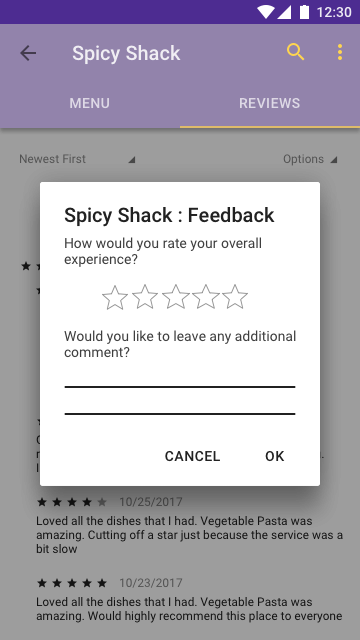 12:30
Spicy Shack
MENU
REVIEWS
Newest First
Options
Spicy Shack : Feedback
How would you rate your overall
experience?
Would you like to leave any additional
comment?
CANCEL
OK
10/25/2017
Loved all the dishes that I had. Vegetable Pasta was
amazing. Cutting off a star just because the service was a
bit slow
10/23/2017
Loved all the dishes that I had. Vegetable Pasta was
amazing. Would highly recommend this place to everyone